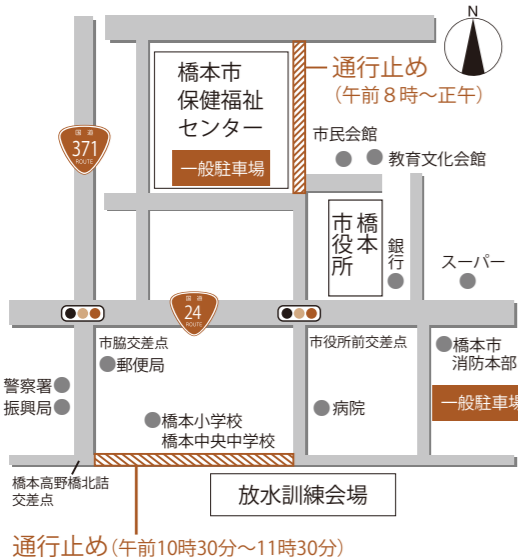 N
通行止め
(午前8時～正午)
橋本市
保健福祉
センター
一般駐車場
国道
371
ROUTE
市民会館
教育文化会館
橋本
市役所
銀行
スーパー
国道
24
ROUTE
市脇交差点
郵便局
市役所前交差点
橋本市
消防本部
一般駐車場
警察署
振興局
病院
橋本小学校
橋本中央中学校
橋本高野橋北詰
交差点
放水訓練会場
通行止め(午前10時30分～11時30分)